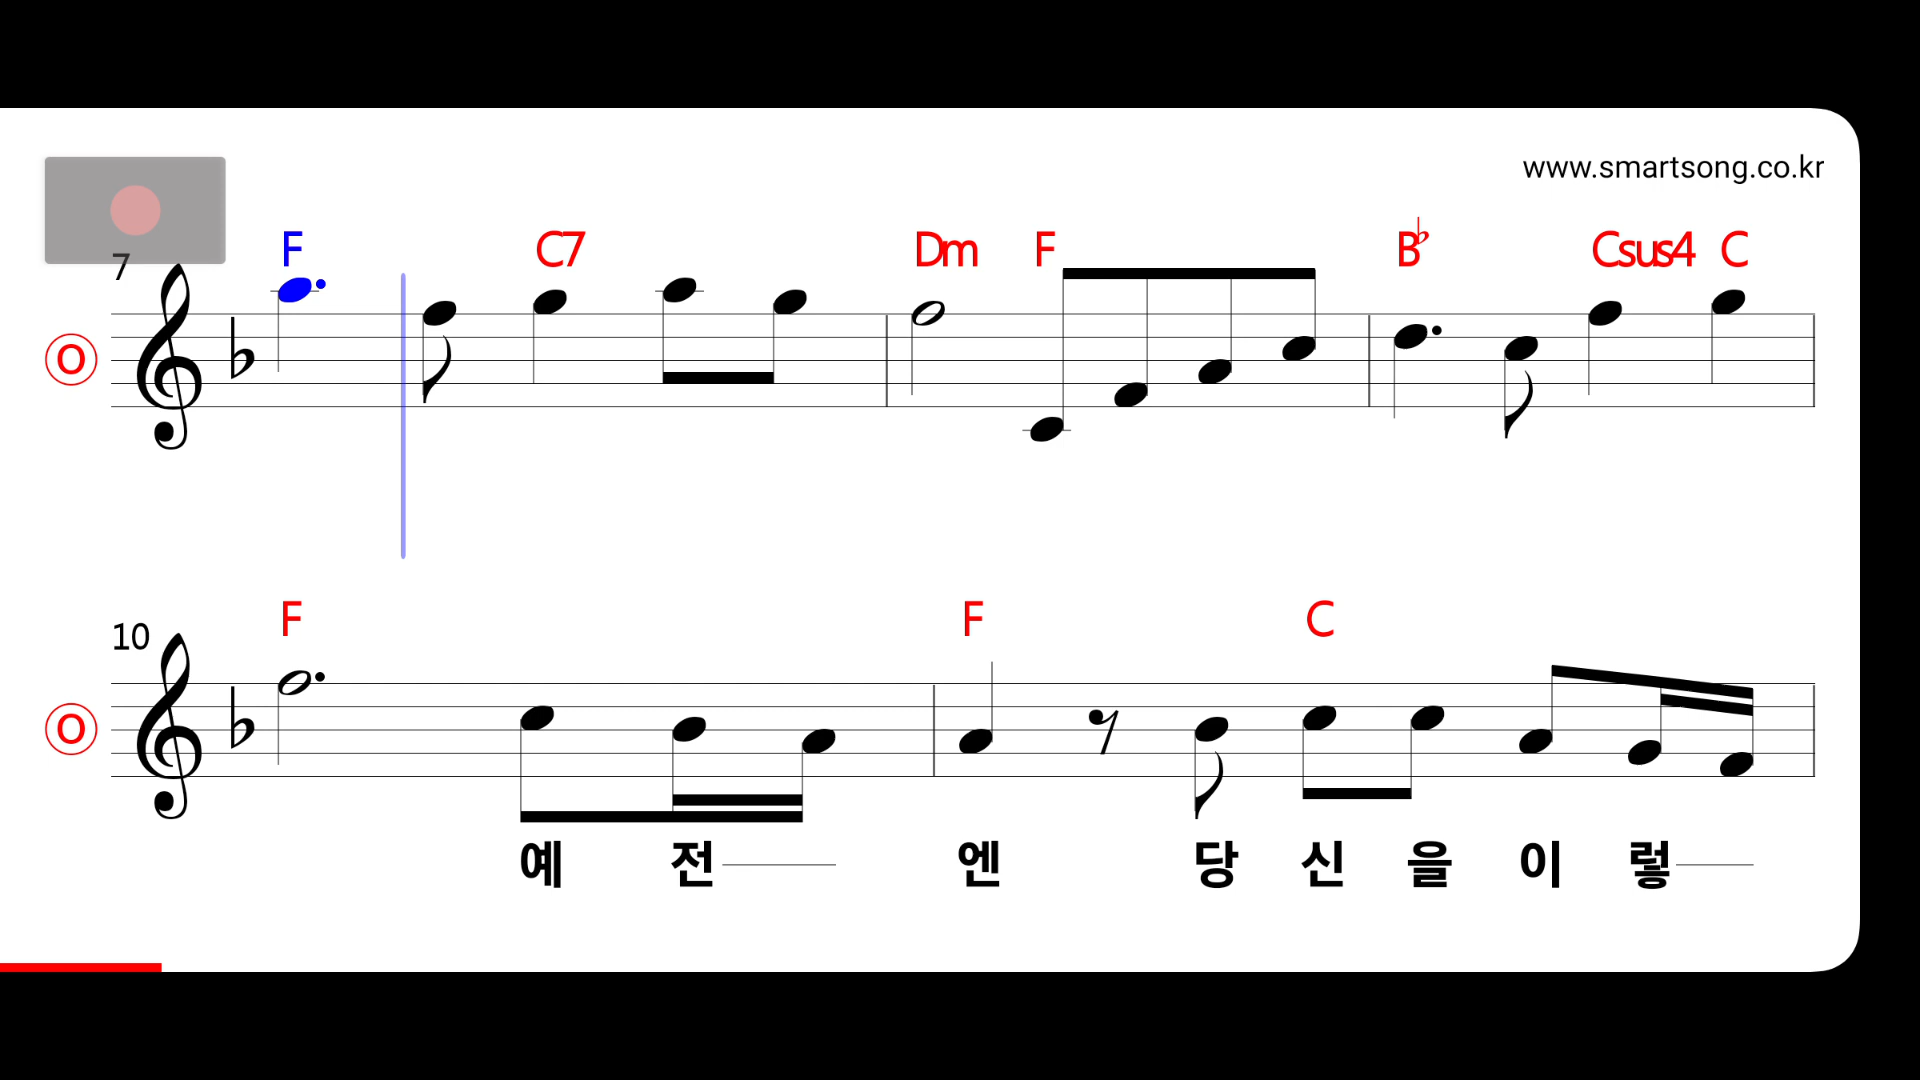 www.smartsong.co.kr
7
F C7 Dm F B♭ Csus4 C
O
10
F F C
O
예 전 엔 당 신 을 이 렇